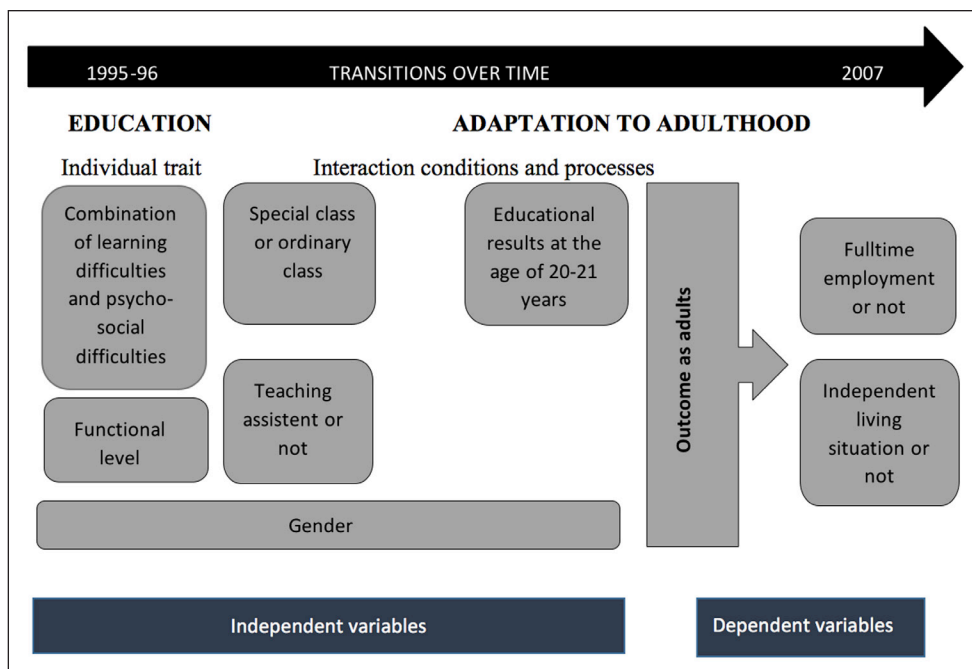 1995-96 TRANSITIONS OVER TIME 2007
EDUCATION ADAPTATION TO ADULTHOOD
Individual trait Interaction conditions and processes
Combination
of learning
difficulties
and psycho-
social
difficulties
Functional
level
Special class
or ordinary
class
Teaching
assistent or
not
Educational
results at the
age of 20-21
years
Gender
Outcome as adults
Fulltime
employment
or not
Independent
living
situation or
not
Independent variables
Dependent variables